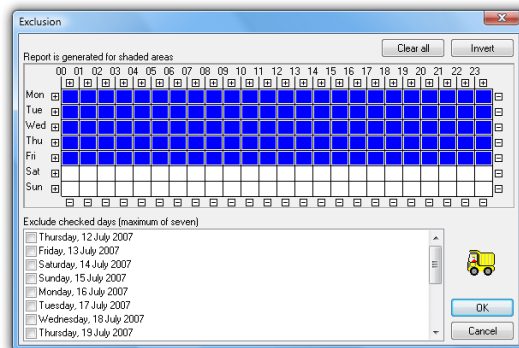 Exclusion
Clear all Invert
Report is generated for shaded areas
00 01 02 03 04 05 06 07 08 09 10 11 12 13 14 15 16 17 18 19 20 21 22 23
Mon
Tue
Wed
Thu
Fri
Sat
Sun
Exclude checked days (maximum of seven)
Thursday, 12 July 2007
Friday, 13 July 2007
Saturday, 14 July 2007
Sunday, 15 July 2007
Monday, 16 July 2007
Tuesday, 17 July 2007
Wednesday, 18 July 2007
Thursday, 19 July 2007
OK
Cancel